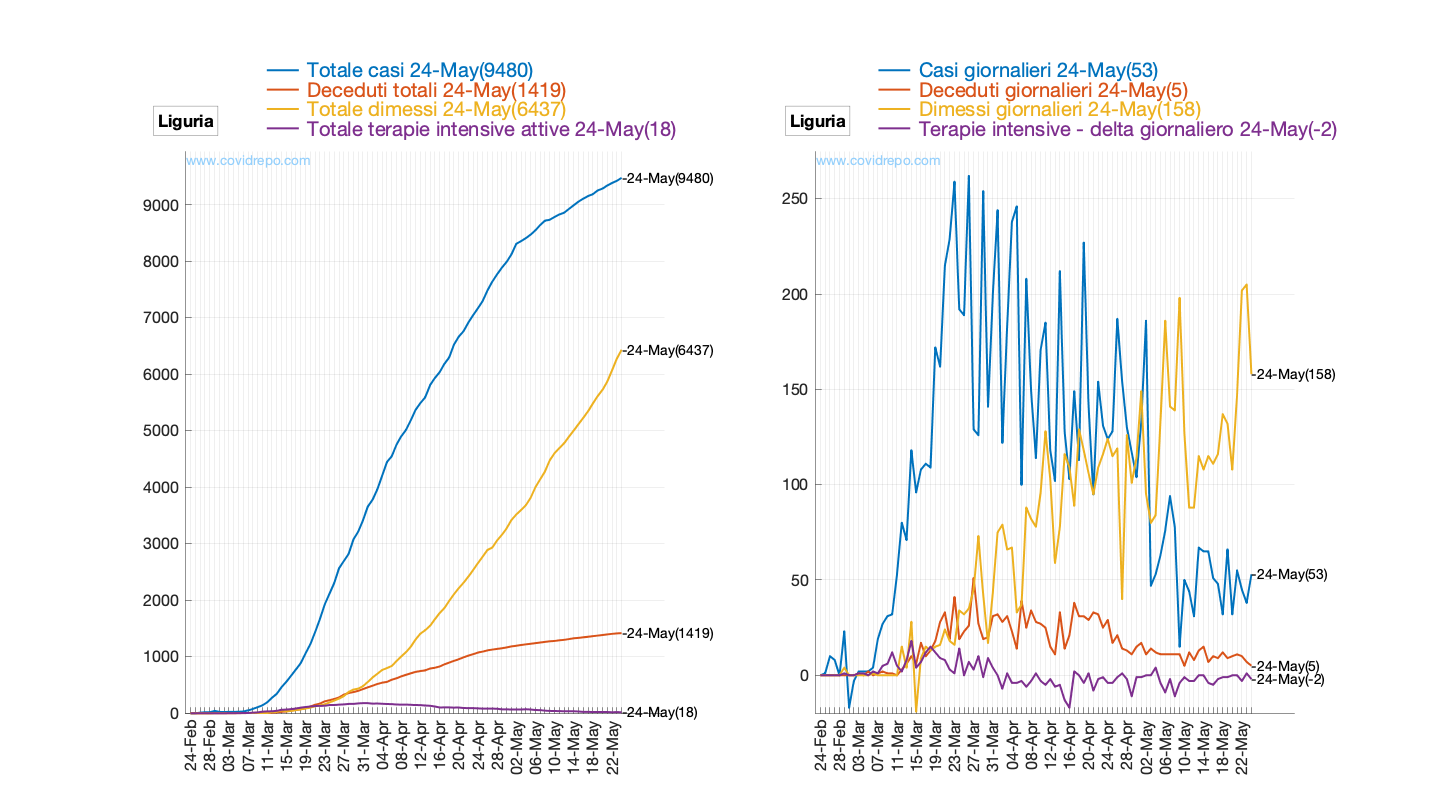 Totale casi 24-May(9480)
Deceduti totali 24-May(1419)
Totale dimessi 24-May(6437)
Totale terapie intensive attive 24-May(18)
Liguria
www.covidrepo.com
9000
8000
7000
6000
5000
4000
3000
2000
1000
0
-24-May(9480)
-24-May(6437)
-24-May(1419)
-24-May(18)
24-Feb
28-Feb
03-Mar
07-Mar
11-Mar
15-Mar
19-Mar
23-Mar
27-Mar
31-Mar
04-Apr
08-Apr
12-Apr
16-Apr
20-Apr
24-Apr
28-Apr
02-May
06-May
10-May
14-May
18-May
22-May
Casi giornalieri 24-May(53)
Deceduti giornalieri 24-May(5)
Dimessi giornalieri 24-May(158)
Terapie intensive - delta giornaliero 24-May(-2)
Liguria
www.covidrepo.com
250
200
150
100
50
0
-24-May(158)
-24-May(53)
-24-May(5)
-24-May(-2)
24-Feb
28-Feb
03-Mar
07-Mar
11-Mar
15-Mar
19-Mar
23-Mar
27-Mar
31-Mar
04-Apr
08-Apr
12-Apr
16-Apr
20-Apr
24-Apr
28-Apr
02-May
06-May
10-May
14-May
18-May
22-May